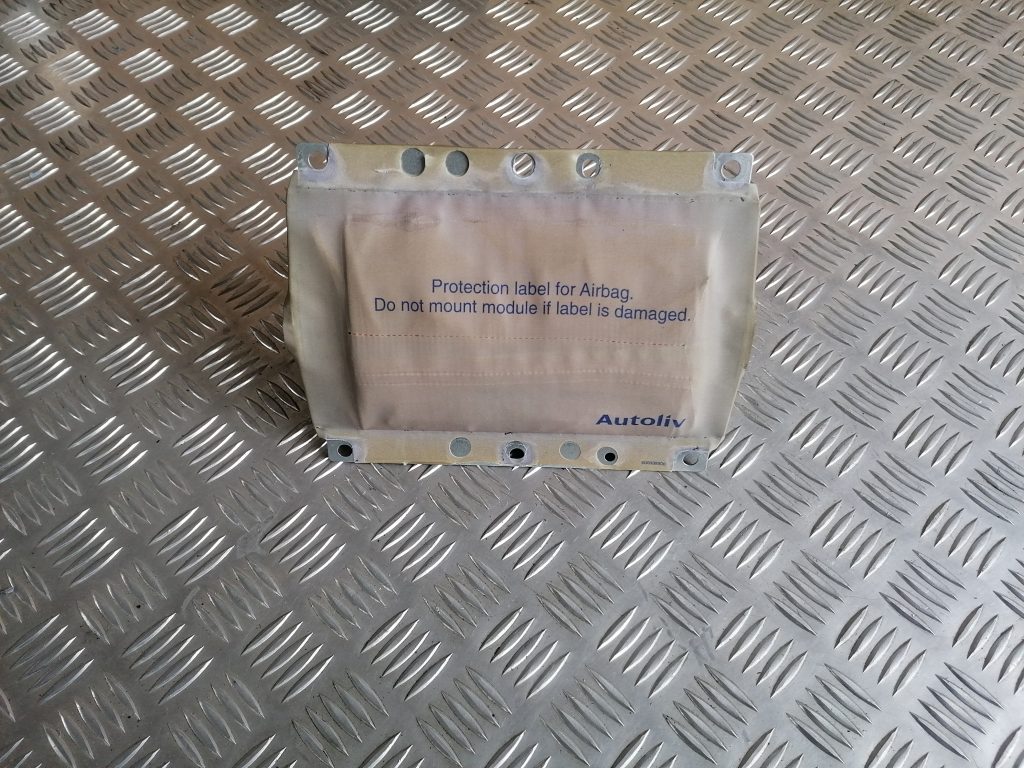 Protection label for Airbag.
Do not mount module if label is damaged.
Autoliv